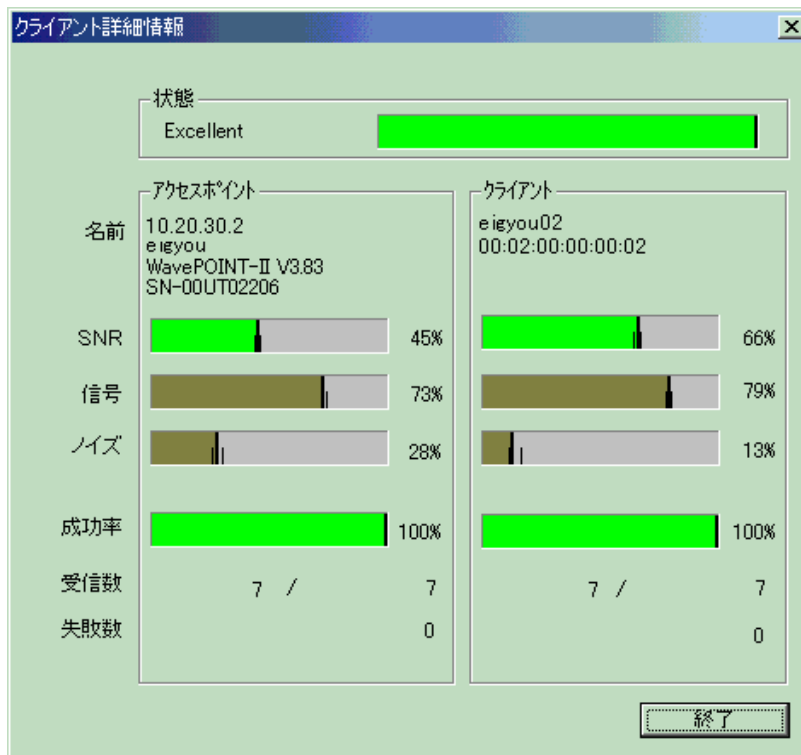 クライアント詳細情報
状態
Excellent
アクセスポイント
クライアント
名前
10.20.30.2
eigyou
WavePOINT-II V3.83
SN-00UT02206
eigyou02
00:02:00:00:00:02
SNR 45% 66%
信号 73% 79%
ノイズ 28% 13%
成功率 100% 100%
受信数 7 / 7 7 / 7
失敗数 0 0
終了